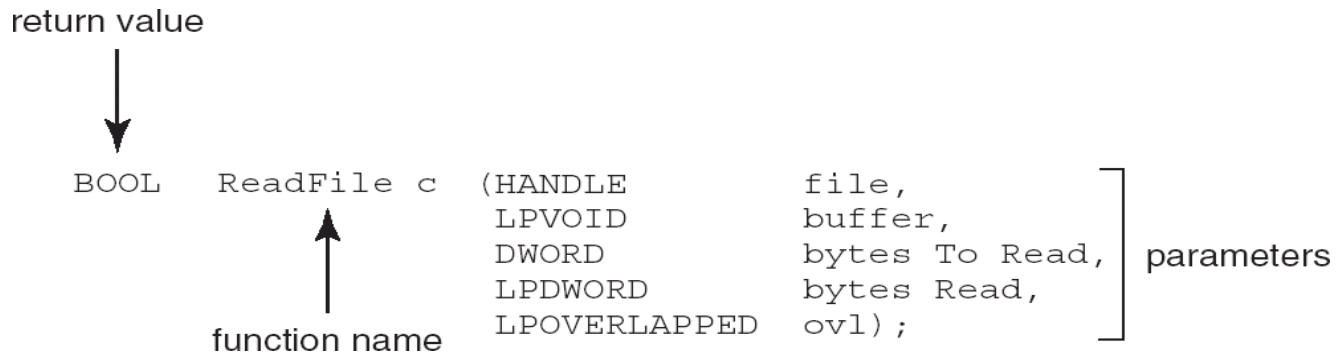 return value
BOOL ReadFile c (HANDLE file,
LPVOID buffer,
DWORD bytes To Read,
LPDWORD bytes Read,
LPOVERLAPPED ovl);
parameters
function name